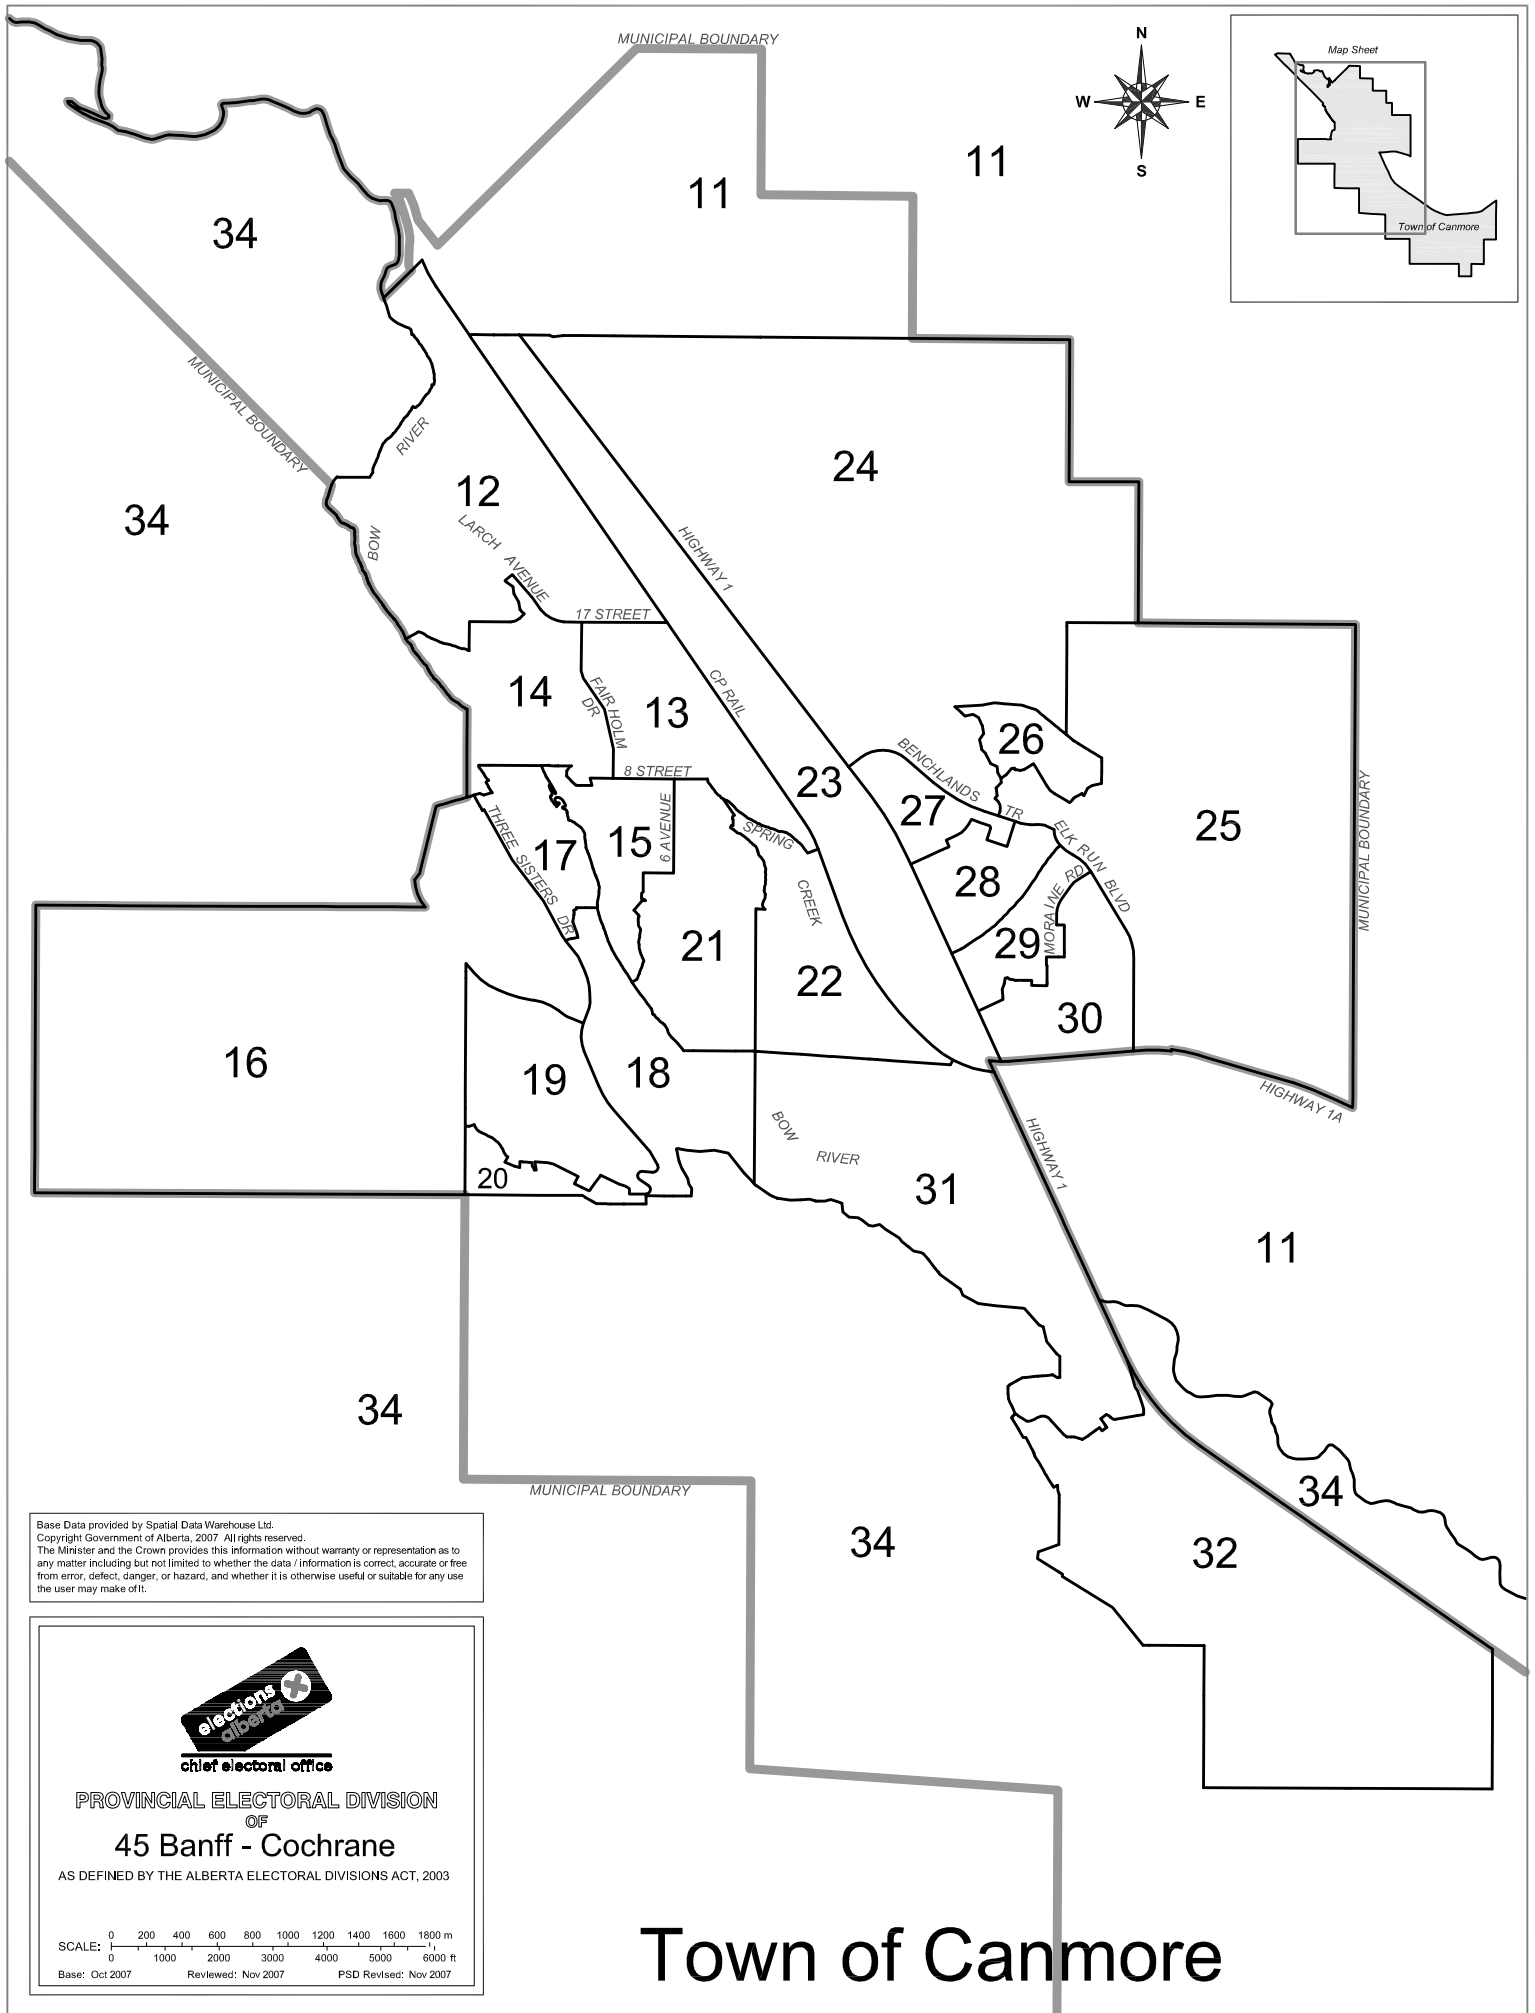 MUNICIPAL BOUNDARY
N
W E
S
Map Sheet
Town of Canmore
11
11
34
MUNICIPAL BOUNDARY
RIVER
24
12
34
BOW
LARCH AVENUE
HIGHWAY 1
17 STREET
14
FAIRHOLM
DR
13
CP RAIL
26
8 STREET
23
BENCHLANDS TR
27
25
MUNICIPAL BOUNDARY
THREE SISTERS DR
17
15
6 AVENUE
SPRING CREEK
ELK RUN BLVD
28
MORAINE RD
29
21
22
30
16
19
18
20
HIGHWAY 1A
BOW RIVER
HIGHWAY 1
31
11
34
MUNICIPAL BOUNDARY
34
34
32
Base Data provided by Spatial Data Warehouse Ltd.
Copyright Government of Alberta, 2007 All rights reserved.
The Minister and the Crown provides this information without warranty or representation as to
any matter including but not limited to whether the data / information is correct, accurate or free
from error, defect, danger, or hazard, and whether it is otherwise useful or suitable for any use
the user may make of it.
elections
alberta
chief electoral office
PROVINCIAL ELECTORAL DIVISION
OF
45 Banff - Cochrane
AS DEFINED BY THE ALBERTA ELECTORAL DIVISIONS ACT, 2003
0 200 400 600 800 1000 1200 1400 1600 1800 m
SCALE:
0 1000 2000 3000 4000 5000 6000 ft
Base: Oct 2007 Reviewed: Nov 2007 PSD Revised: Nov 2007
Town of Canmore